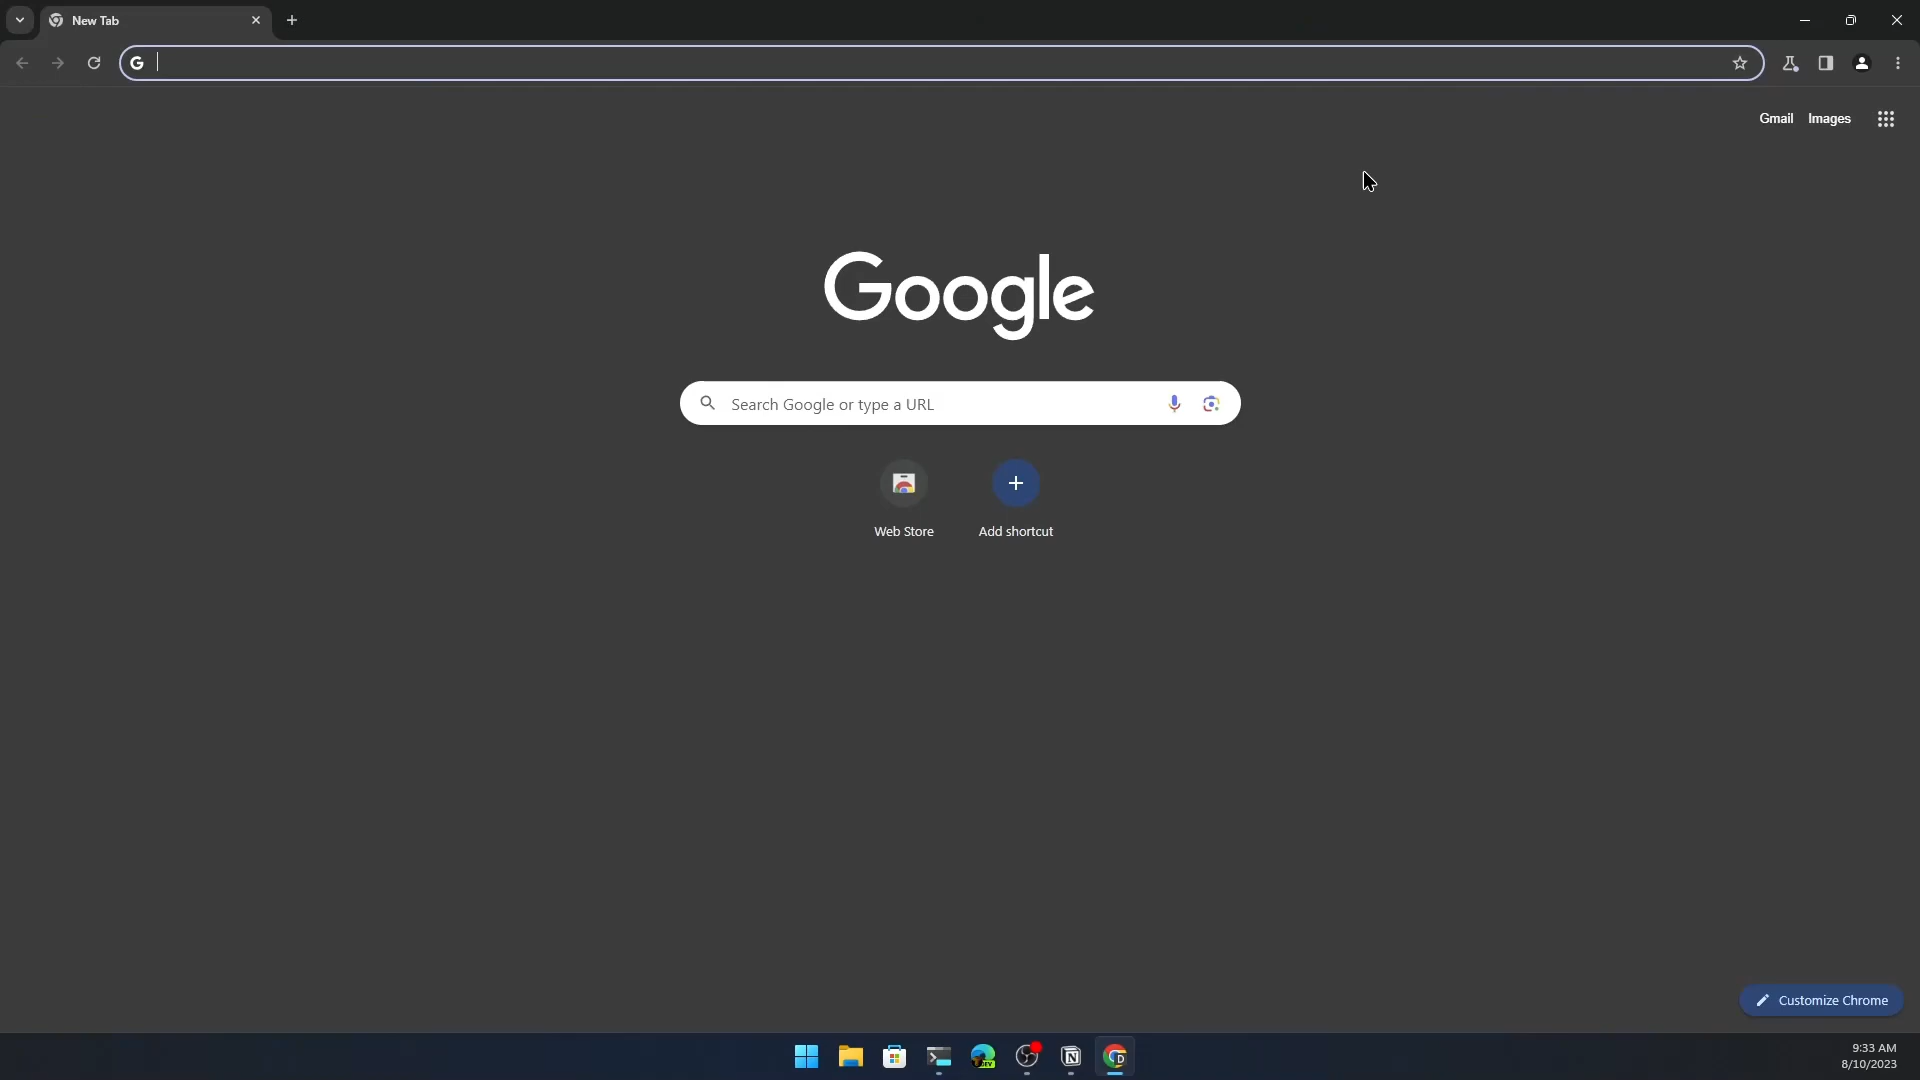 New Tab
Gmail Images
Google
Search Google or type a URL
Web Store Add shortcut
Customize Chrome
9:33 AM
8/10/2023